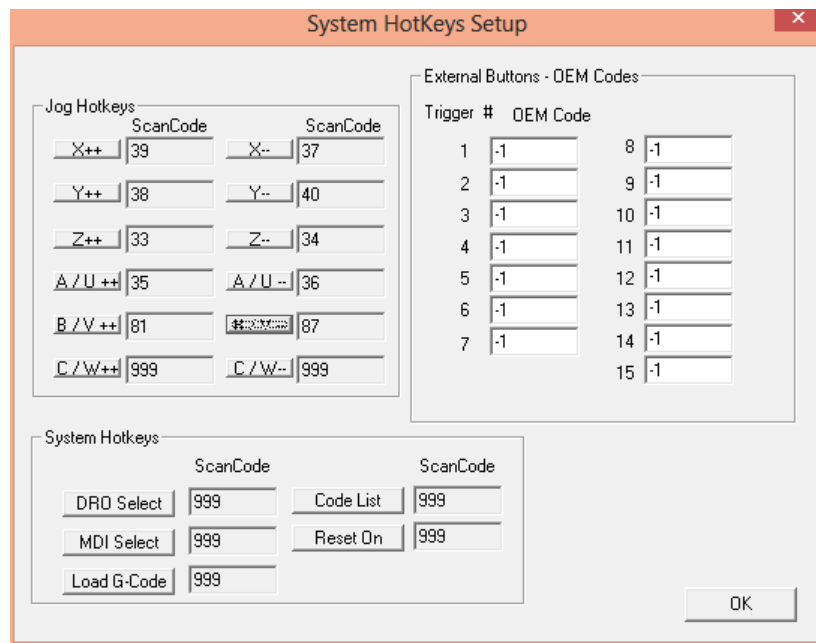 System HotKeys Setup
Jog Hotkeys
ScanCode ScanCode
X++ 39 X-- 37
Y++ 38 Y-- 40
Z++ 33 Z-- 34
A / U ++ 35 A / U -- 36
B / V ++ 81 87
C / W++ 999 C / W-- 999
External Buttons - OEM Codes
Trigger # OEM Code
1 -1 8 -1
2 -1 9 -1
3 -1 10 -1
4 -1 11 -1
5 -1 12 -1
6 -1 13 -1
7 -1 14 -1
15 -1
System Hotkeys
ScanCode ScanCode
DRO Select 999 Code List 999
MDI Select 999 Reset On 999
Load G-Code 999
OK